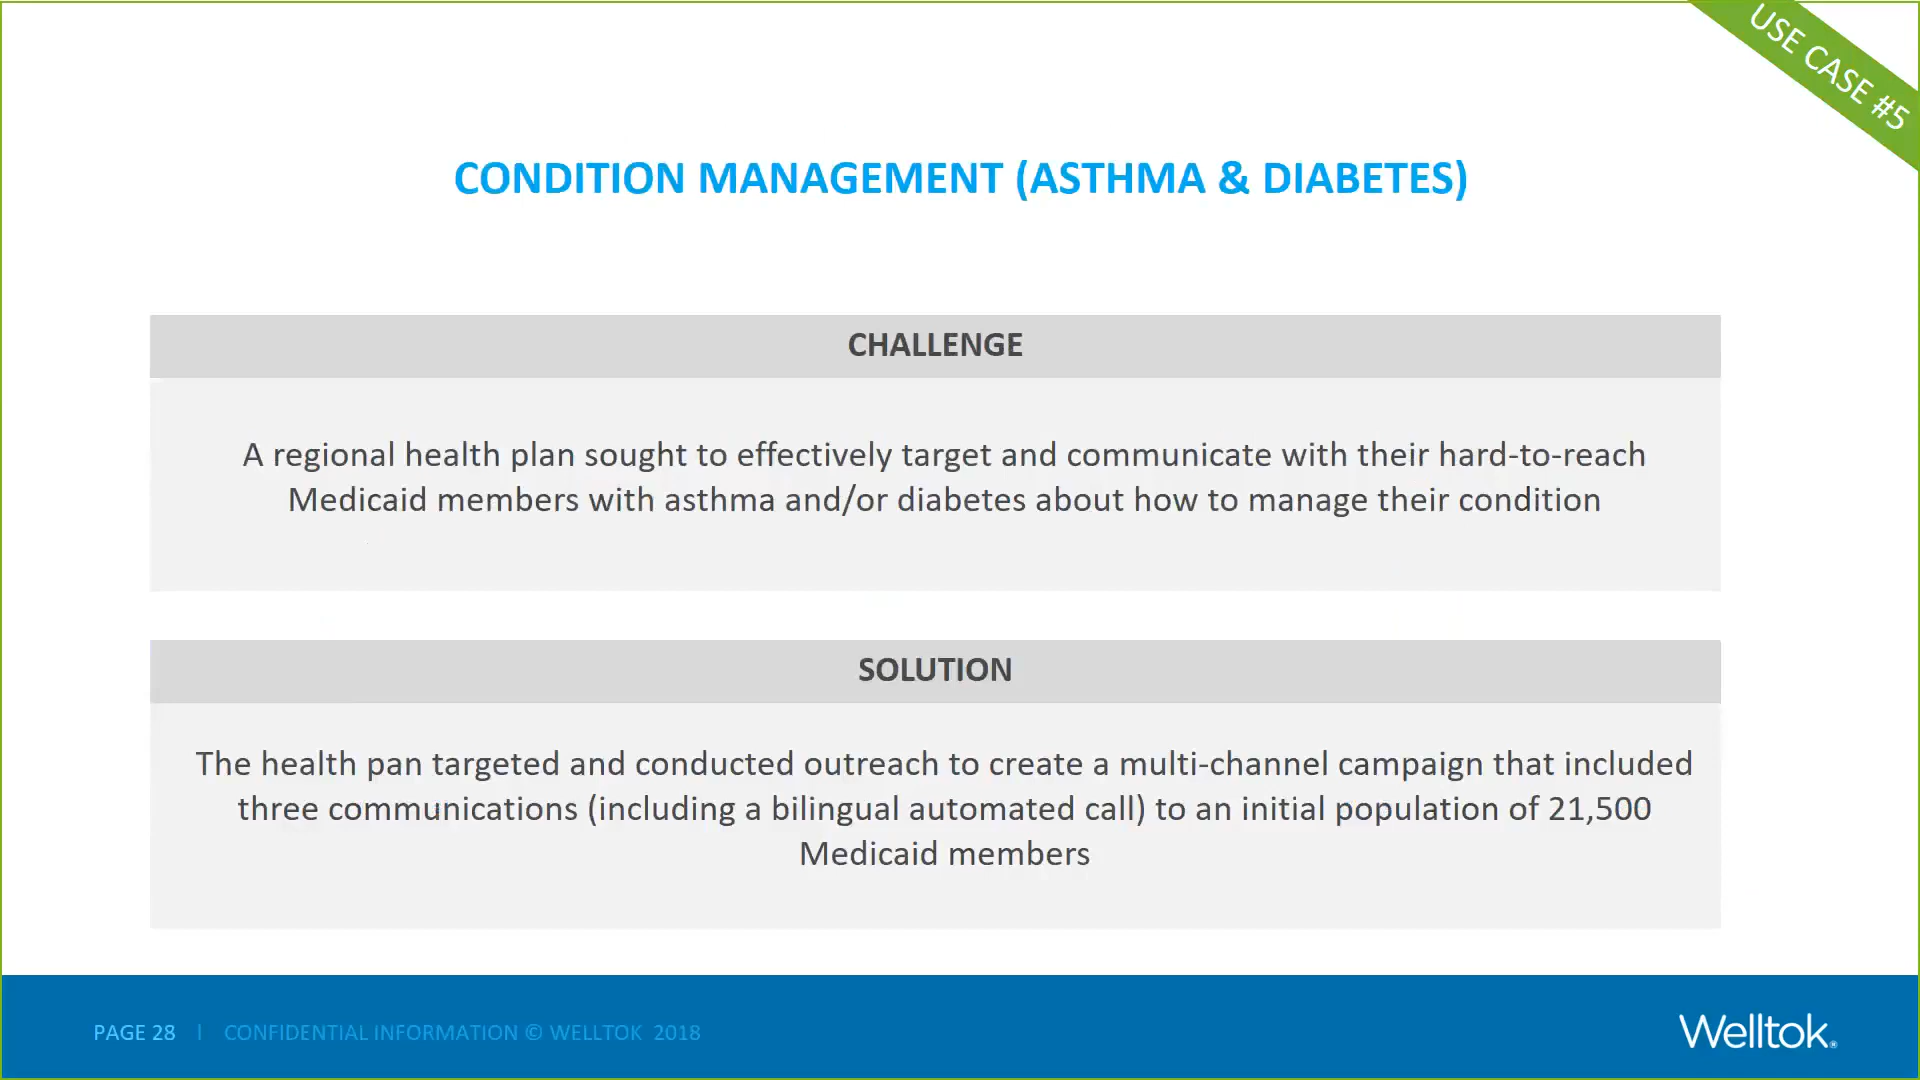 USE CASE #5
CONDITION MANAGEMENT (ASTHMA & DIABETES)
CHALLENGE
A regional health plan sought to effectively target and communicate with their hard-to-reach
Medicaid members with asthma and/or diabetes about how to manage their condition
SOLUTION
The health pan targeted and conducted outreach to create a multi-channel campaign that included
three communications (including a bilingual automated call) to an initial population of 21,500
Medicaid members
PAGE 28 | CONFIDENTIAL INFORMATION © WELLTOK 2018
Welltok®